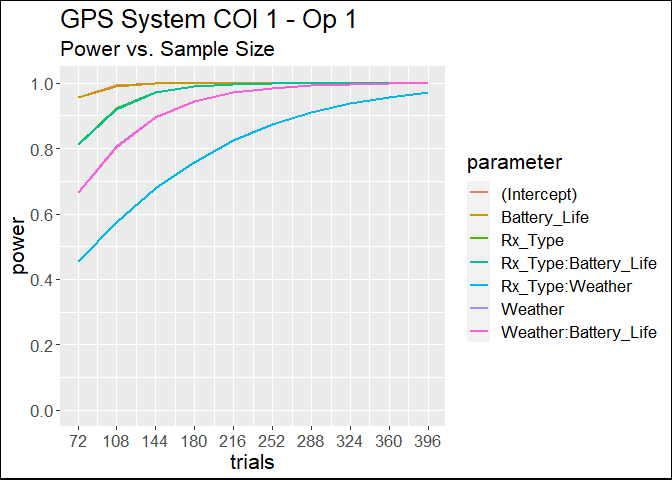 GPS System COI 1 - Op 1
Power vs. Sample Size
1.0
0.8
0.6
0.4
0.2
0.0
power
72 108 144 180 216 252 288 324 360 396
trials
parameter
(Intercept)
Battery_Life
Rx_Type
Rx_Type:Battery_Life
Rx_Type:Weather
Weather
Weather:Battery_Life